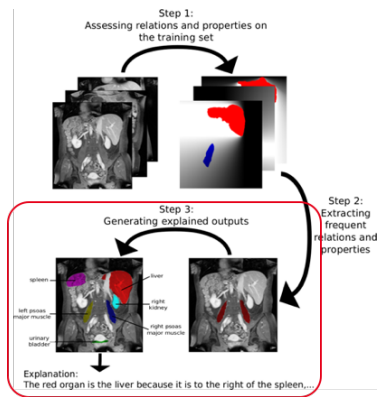 Step 1:
Assessing relations and properties on
the training set
Step 2:
Extracting
frequent
relations and
properties
Step 3:
Generating explained outputs
spleen
liver
left psoas
major muscle
right
kidney
right psoas
major muscle
urinary
bladder
Explanation:
The red organ is the liver because it is to the right of the spleen,...